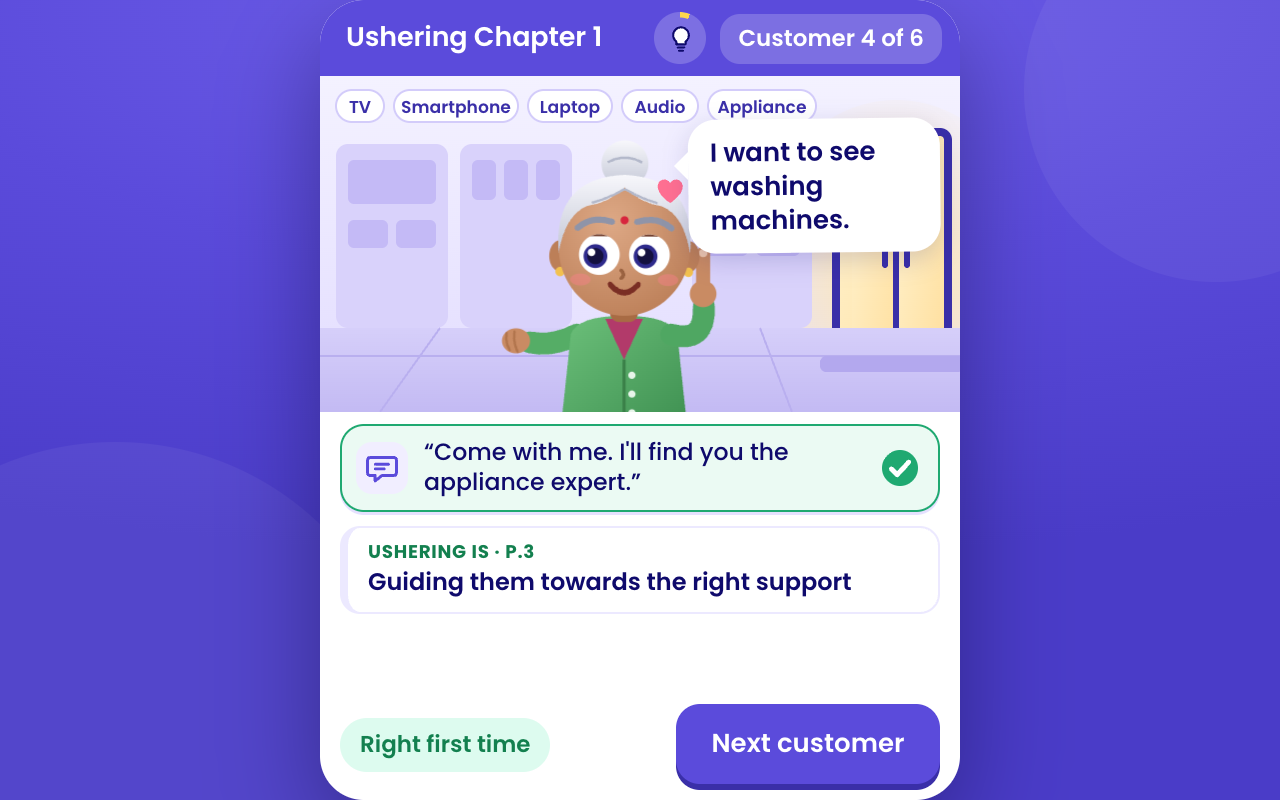 Ushering Chapter 1
Customer 4 of 6
TV
Smartphone
Laptop
Audio
Appliance
I want to see
washing
machines.
“Come with me. I'll find you the
appliance expert.”
USHERING IS · P.3
Guiding them towards the right support
Right first time
Next customer